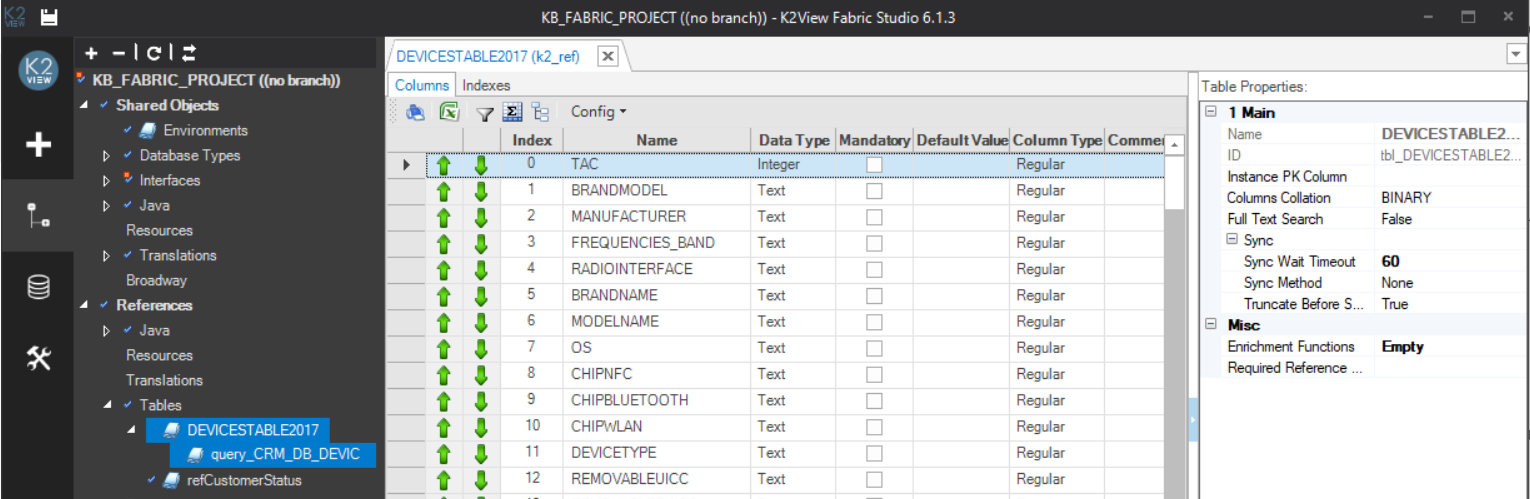 K2 VIEW
KB_FABRIC_PROJECT ((no branch)) - K2View Fabric Studio 6.1.3
K2 VIEW
KB_FABRIC_PROJECT ((no branch))
Shared Objects
Environments
Database Types
Interfaces
Java
Resources
Translations
Broadway
References
Java
Resources
Translations
Tables
DEVICESTABLE2017
query_CRM_DB_DEVIC
refCustomerStatus
DEVICESTABLE2017 (k2_ref)
Columns Indexes
Config
Index Name Data Type Mandatory Default Value Column Type Commen
0 TAC Integer Regular
1 BRANDMODEL Text Regular
2 MANUFACTURER Text Regular
3 FREQUENCIES_BAND Text Regular
4 RADIOINTERFACE Text Regular
5 BRANDNAME Text Regular
6 MODELNAME Text Regular
7 OS Text Regular
8 CHIPNFC Text Regular
9 CHIPBLUETOOTH Text Regular
10 CHIPWLAN Text Regular
11 DEVICETYPE Text Regular
12 REMOVABLEUICC Text Regular
Table Properties:
1 Main
Name DEVICESTABLE2...
ID tbl_DEVICESTABLE2...
Instance PK Column
Columns Collation BINARY
Full Text Search False
Sync
Sync Wait Timeout 60
Sync Method None
Truncate Before S... True
Misc
Enrichment Functions Empty
Required Reference ...